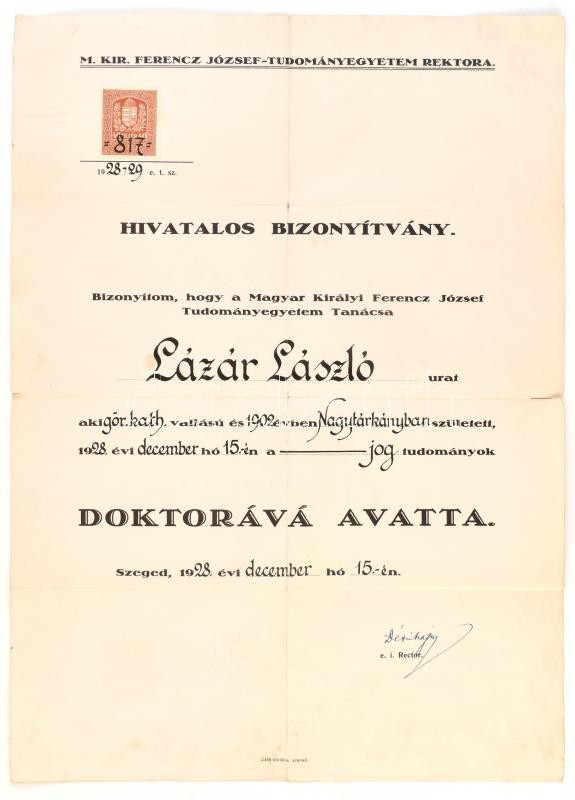 M. KIR. FERENCZ JÓZSEF-TUDOMÁNYEGYETEM REKTORA.
=817=
1928-29 e. t. sz.
HIVATALOS BIZONYÍTVÁNY.
Bizonyítom, hogy a Magyar Királyi Ferencz József
Tudományegyetem Tanácsa
Lázár László urat
aki gör. kath. vallású és 1902 évben Nagytárkányban született,
1928. évi december hó 15-én a jog tudományok
DOKTORÁVÁ AVATTA.
Szeged, 1928. évi december hó 15.-én.
e. i. Rector.